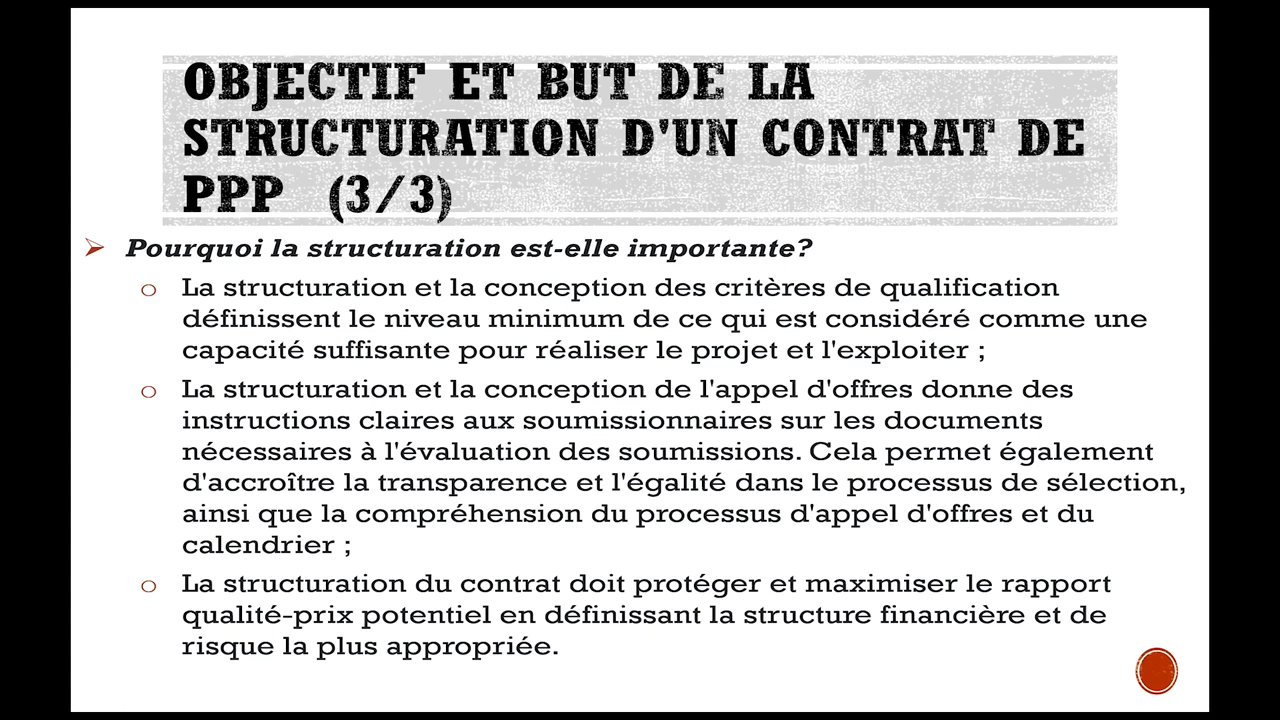 OBJECTIF ET BUT DE LA
STRUCTURATION D'UN CONTRAT DE
PPP (3/3)
Pourquoi la structuration est-elle importante?
o La structuration et la conception des critères de qualification
définissent le niveau minimum de ce qui est considéré comme une
capacité suffisante pour réaliser le projet et l'exploiter ;
o La structuration et la conception de l'appel d'offres donne des
instructions claires aux soumissionnaires sur les documents
nécessaires à l'évaluation des soumissions. Cela permet également
d'accroître la transparence et l'égalité dans le processus de sélection,
ainsi que la compréhension du processus d'appel d'offres et du
calendrier ;
o La structuration du contrat doit protéger et maximiser le rapport
qualité-prix potentiel en définissant la structure financière et de
risque la plus appropriée.